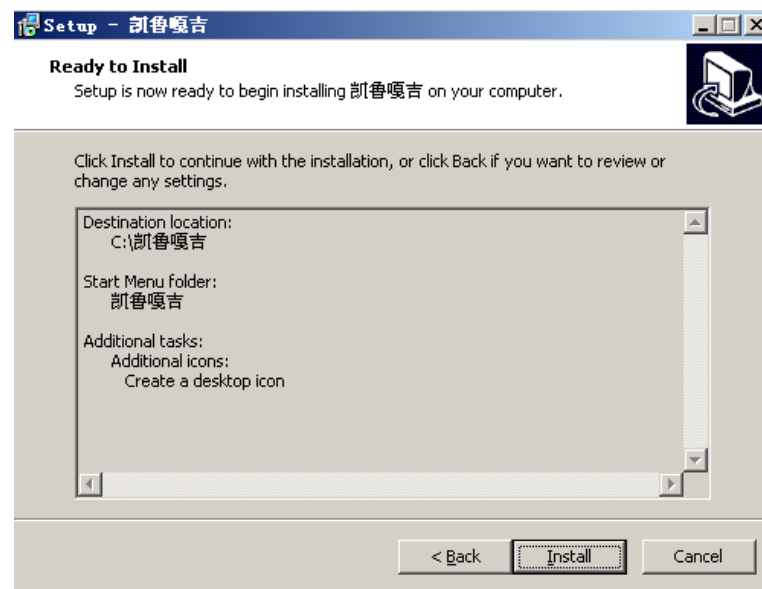 Setup - 凯鲁嘎吉
Ready to Install
Setup is now ready to begin installing 凯鲁嘎吉 on your computer.
Click Install to continue with the installation, or click Back if you want to review or
change any settings.
Destination location:
C:\凯鲁嘎吉
Start Menu folder:
凯鲁嘎吉
Additional tasks:
Additional icons:
Create a desktop icon
< Back
Install
Cancel